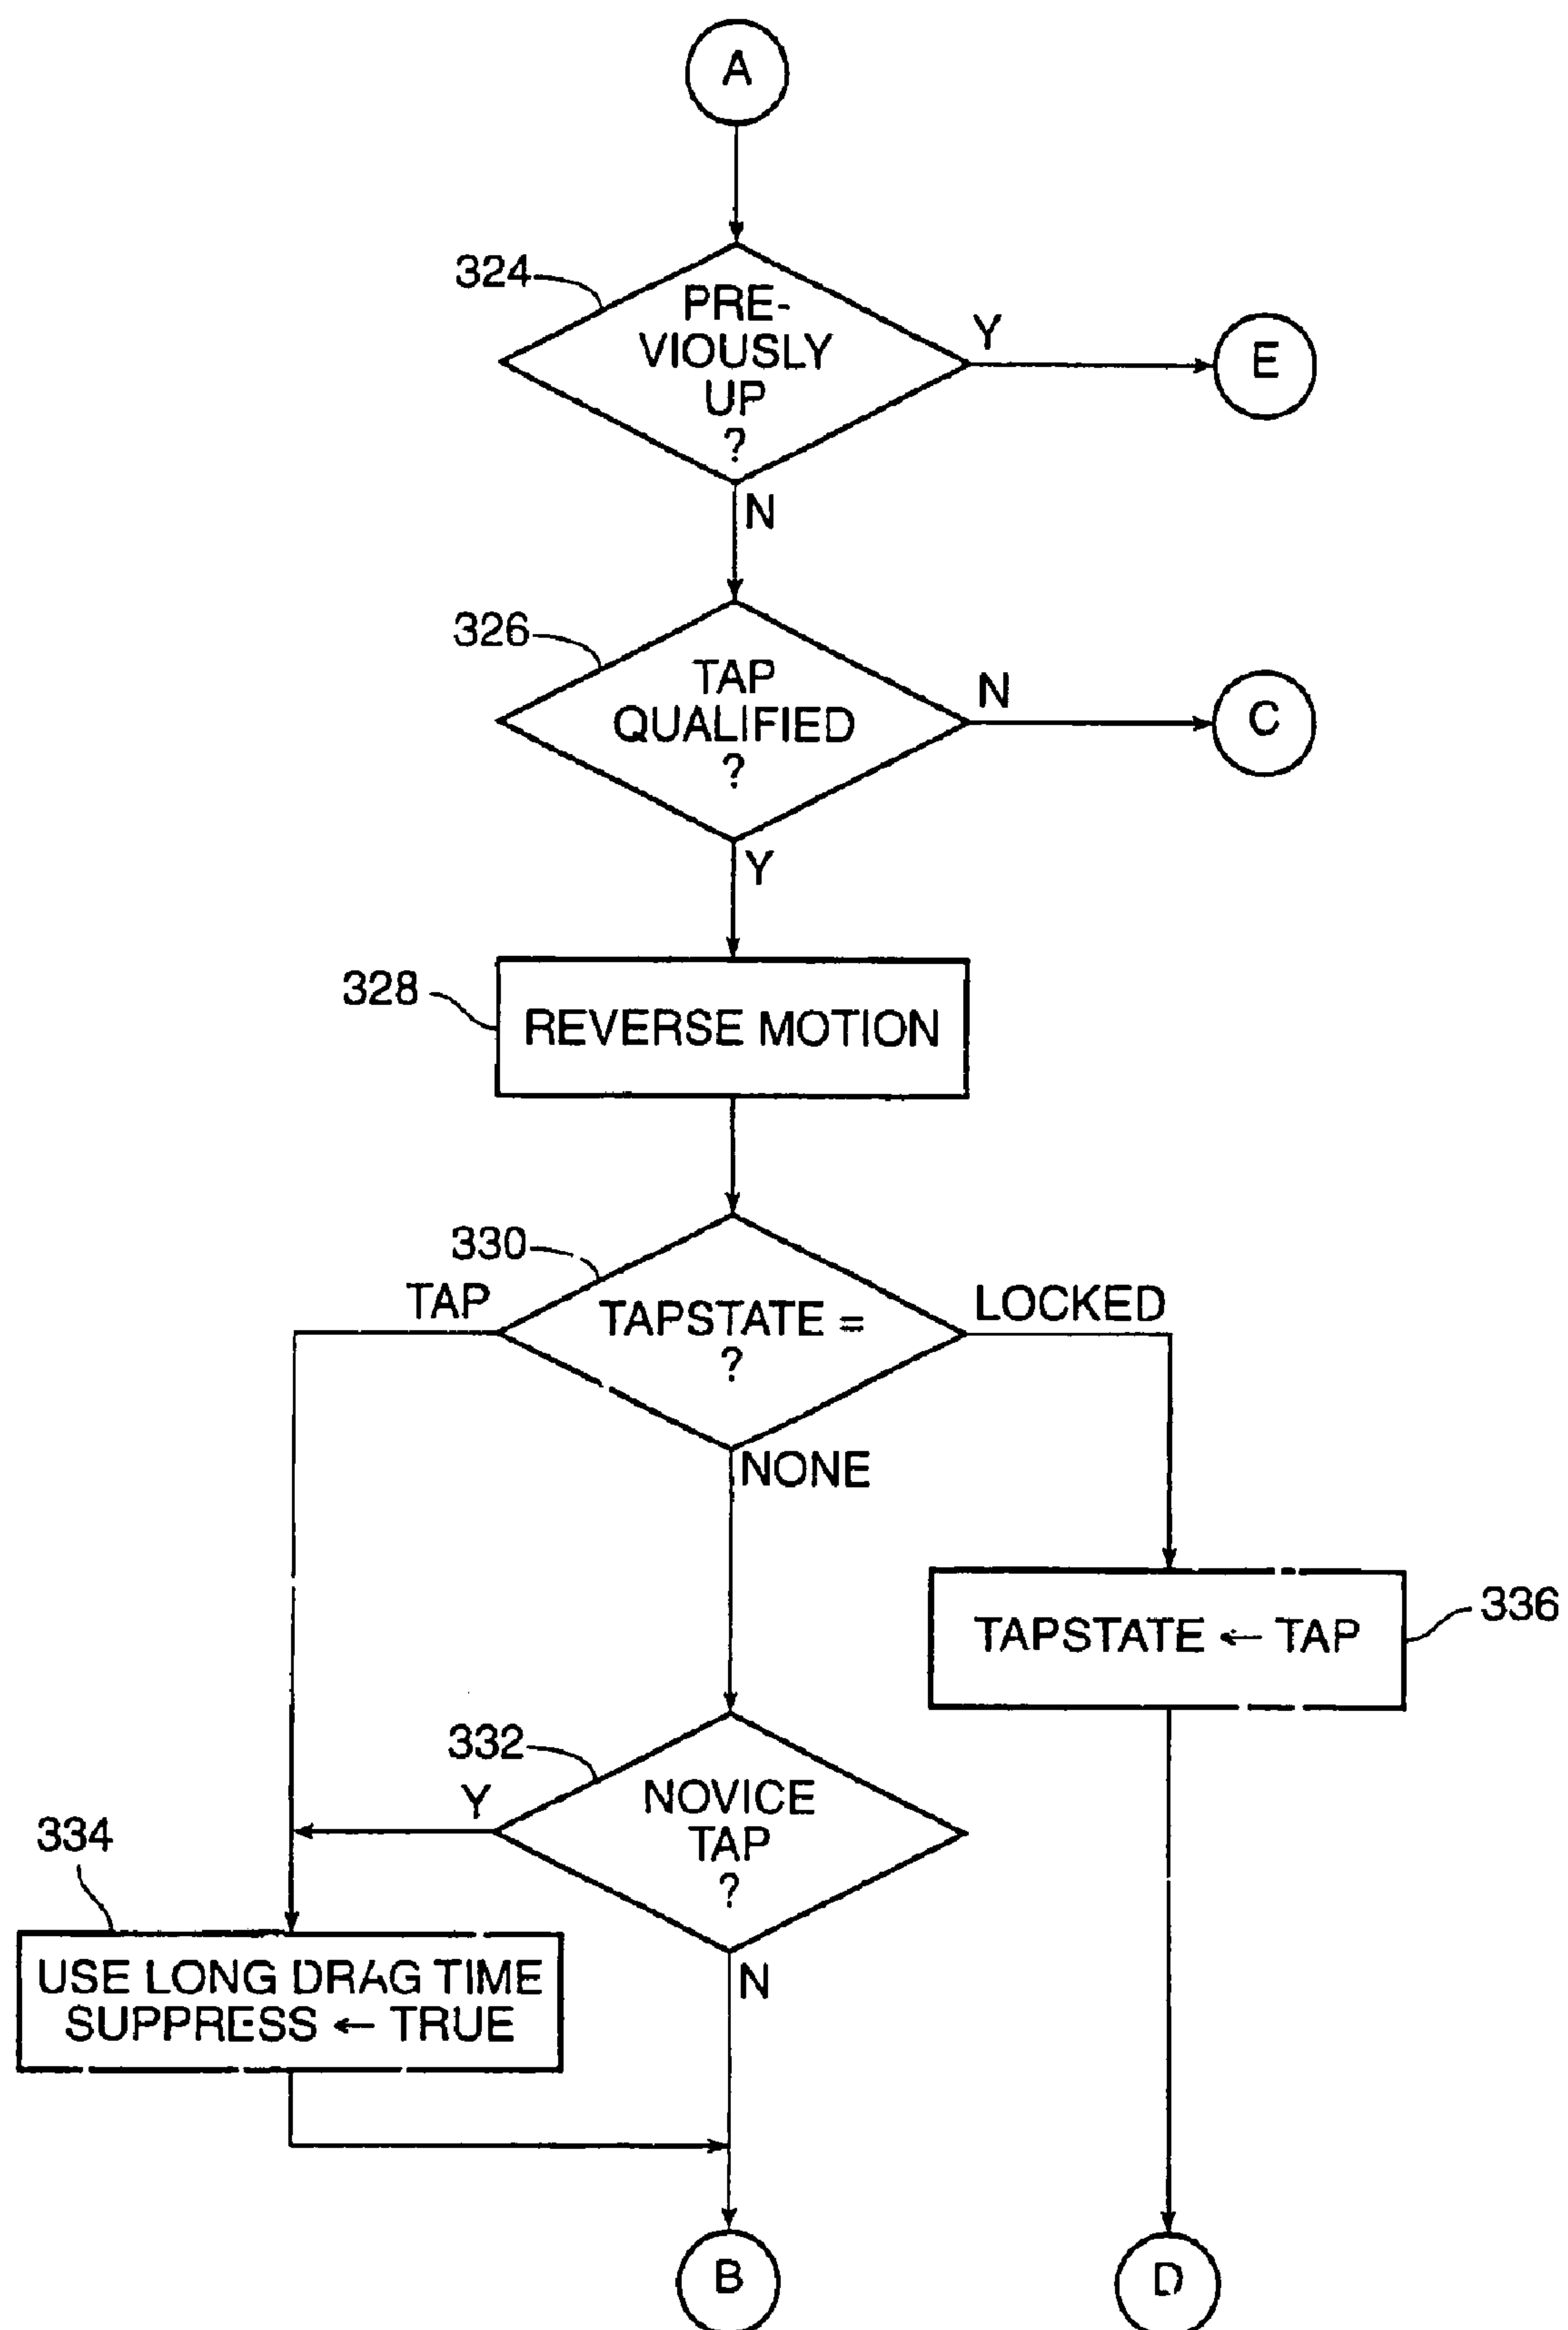 A
324
PRE-
VIOUSLY
UP
?
Y
E
N
326
TAP
QUALIFIED
?
N
C
Y
328
REVERSE MOTION
330
TAP
TAPSTATE =
?
LOCKED
NONE
TAPSTATE ← TAP
336
332
NOVICE
TAP
?
Y
N
334
USE LONG DRAG TIME
SUPPRESS ← TRUE
B
D